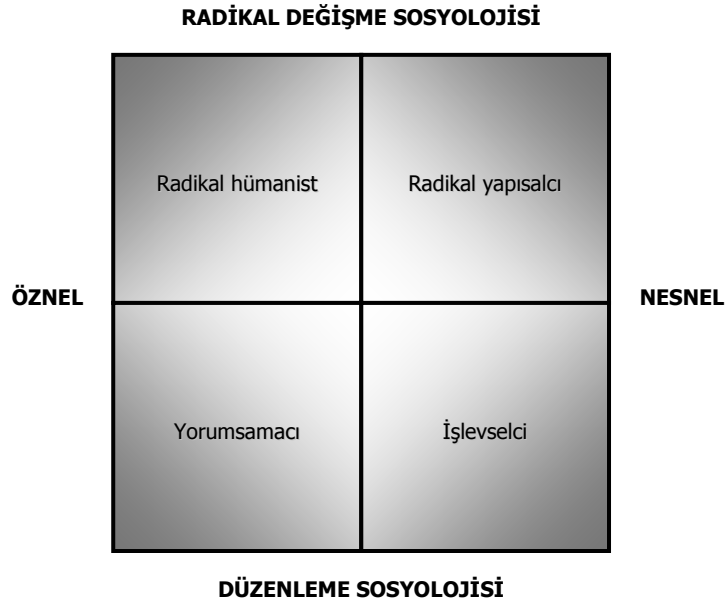 RADİKAL DEĞİŞME SOSYOLOJİSİ
Radikal hümanist
Radikal yapısalcı
ÖZNEL
NESNEL
Yorumsamacı
İşlevselci
DÜZENLEME SOSYOLOJİSİ